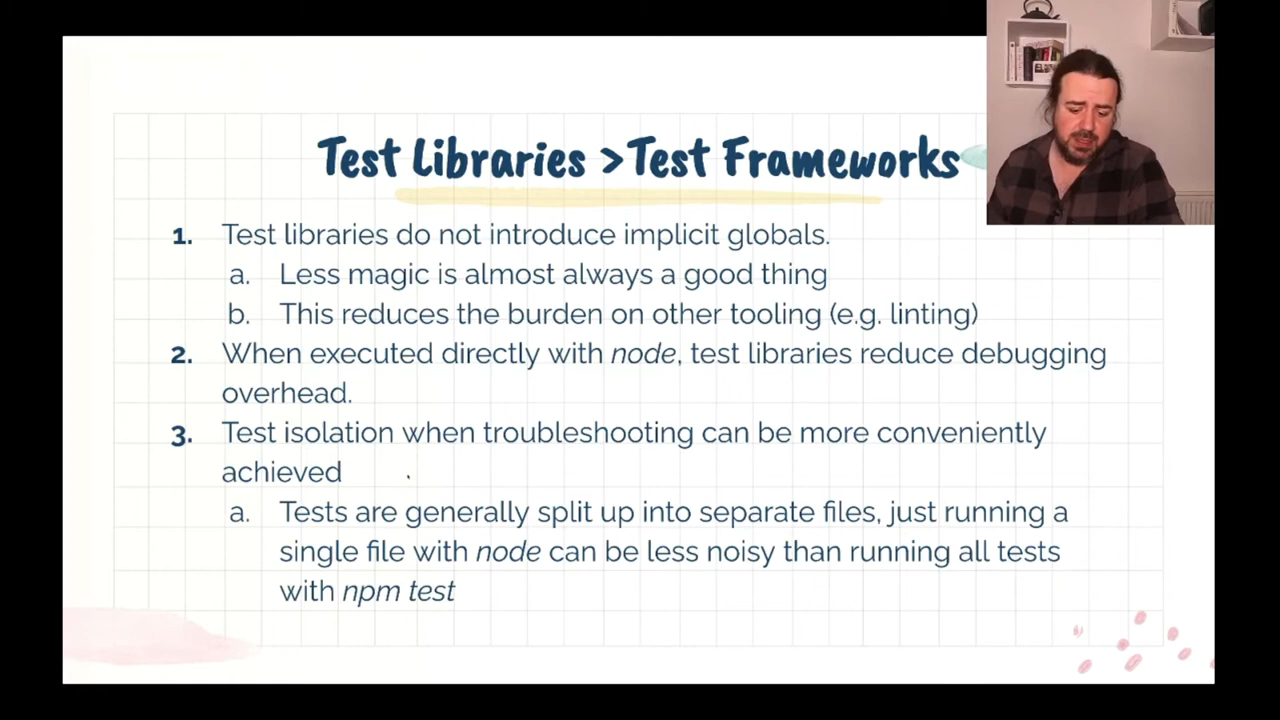 Test Libraries >Test Frameworks
1. Test libraries do not introduce implicit globals.
a. Less magic is almost always a good thing
b. This reduces the burden on other tooling (e.g. linting)
2. When executed directly with node, test libraries reduce debugging
overhead.
3. Test isolation when troubleshooting can be more conveniently
achieved
a. Tests are generally split up into separate files, just running a
single file with node can be less noisy than running all tests
with npm test